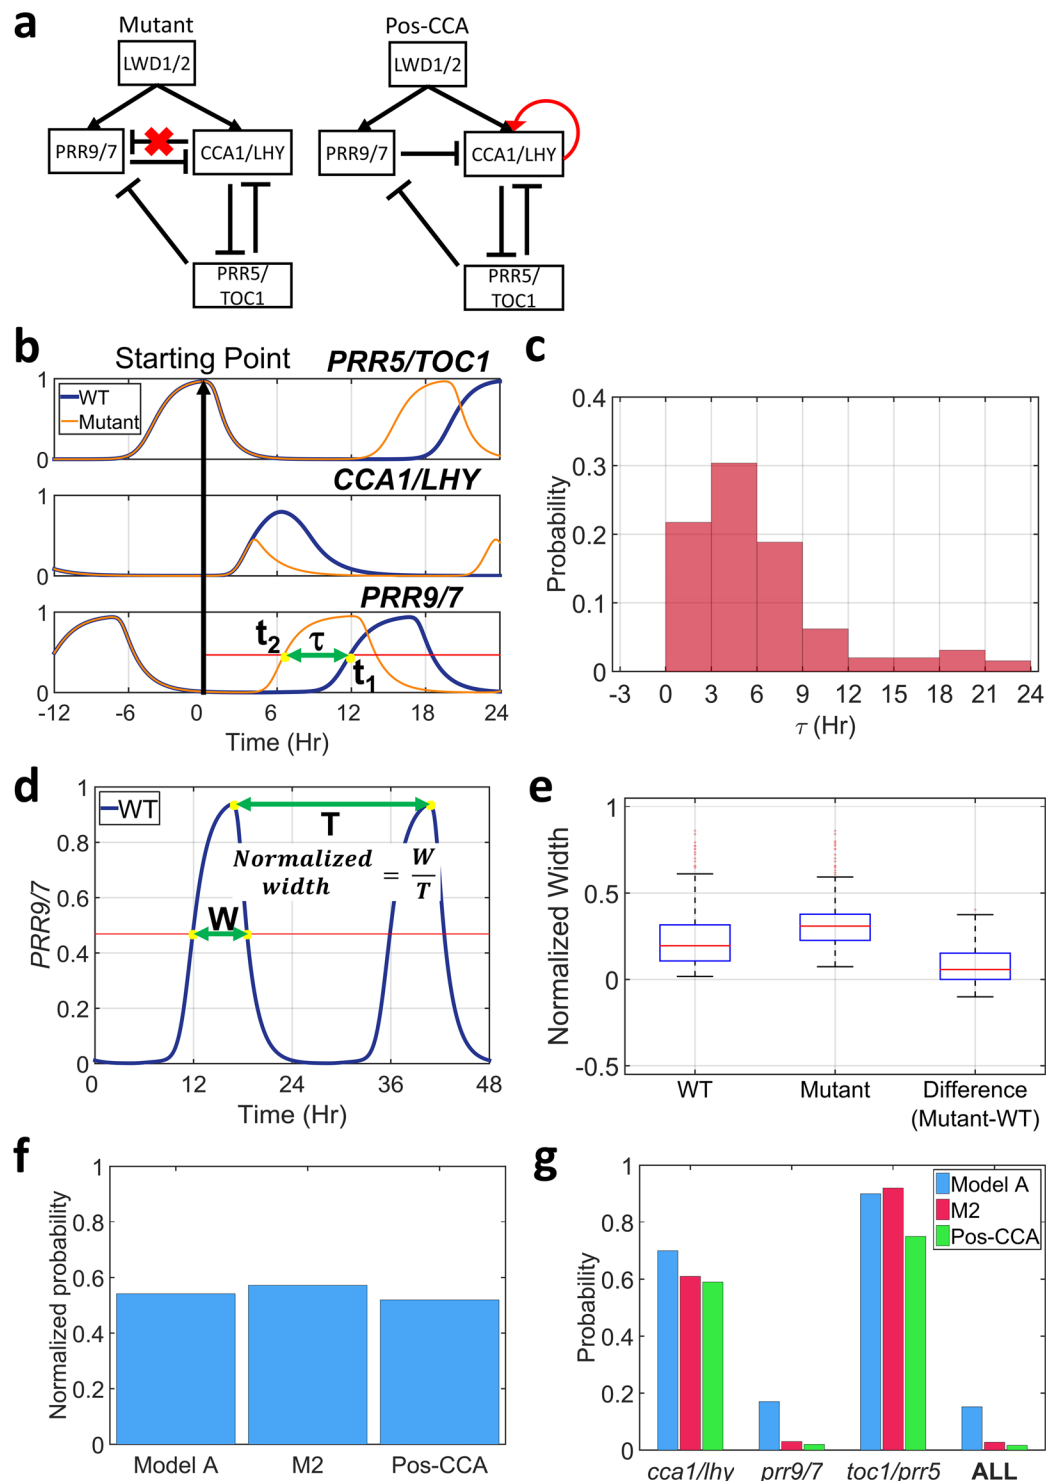 a
Mutant
Pos-CCA
LWD1/2
LWD1/2
PRR9/7
CCA1/LHY
PRR9/7
CCA1/LHY
PRR5/
TOC1
PRR5/
TOC1
b
Starting Point
PRR5/TOC1
1
WT
Mutant
0
CCA1/LHY
1
0
PRR9/7
1
t2
τ
t1
0
-12 -6 0 6 12 18 24
Time (Hr)
c
Probability
0.4
0.3
0.2
0.1
0
-3 0 3 6 9 12 15 18 21 24
τ (Hr)
d
PRR9/7
1
WT
T
0.8
Normalized width = W/T
0.6
W
0.4
0.2
0
0 12 24 36 48
Time (Hr)
e
Normalized Width
1
0.5
0
-0.5
WT Mutant Difference
(Mutant-WT)
f
Normalized probability
1
0.8
0.6
0.4
0.2
0
Model A M2 Pos-CCA
g
Probability
1
Model A
M2
Pos-CCA
0.8
0.6
0.4
0.2
0
cca1/lhy prr9/7 toc1/prr5 ALL